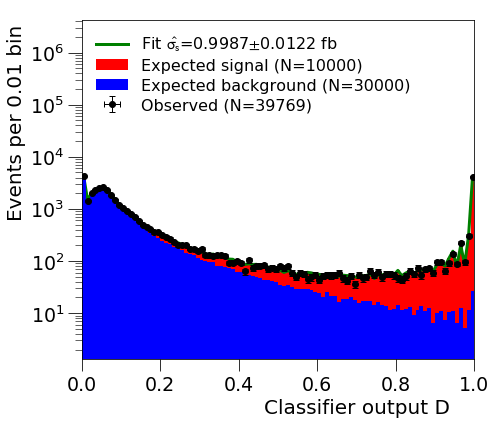 Events per 0.01 bin
10⁶
10⁵
10⁴
10³
10²
10¹
Fit σ̂ₛ=0.9987±0.0122 fb
Expected signal (N=10000)
Expected background (N=30000)
Observed (N=39769)
0.0 0.2 0.4 0.6 0.8 1.0
Classifier output D